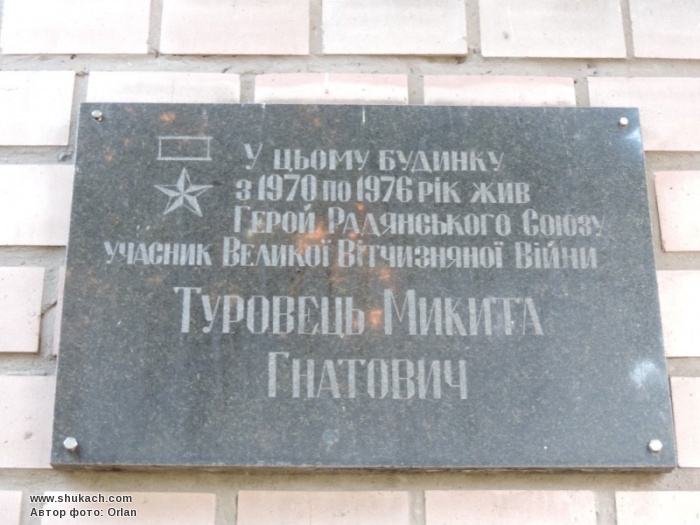 У цьому будинку
з 1970 по 1976 рік жив
Герой Радянського Союзу
учасник Великої Вітчизняної Війни
Туровець Микита
Гнатович
www.shukach.com
Автор фото: Orlan